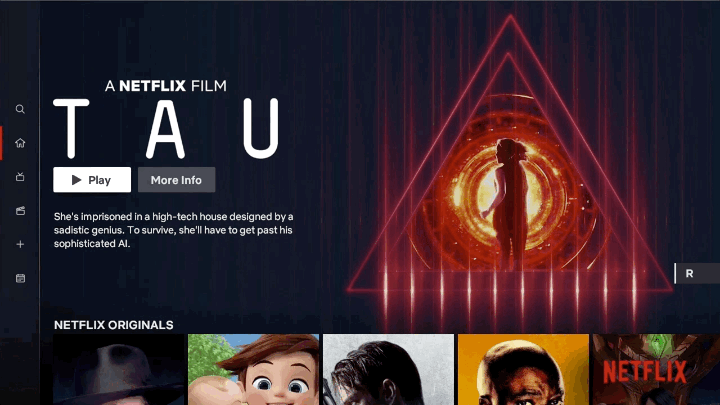 A NETFLIX FILM
TAU
Play
More Info
She's imprisoned in a high-tech house designed by a
sadistic genius. To survive, she'll have to get past his
sophisticated AI.
R
NETFLIX ORIGINALS
NETFLIX